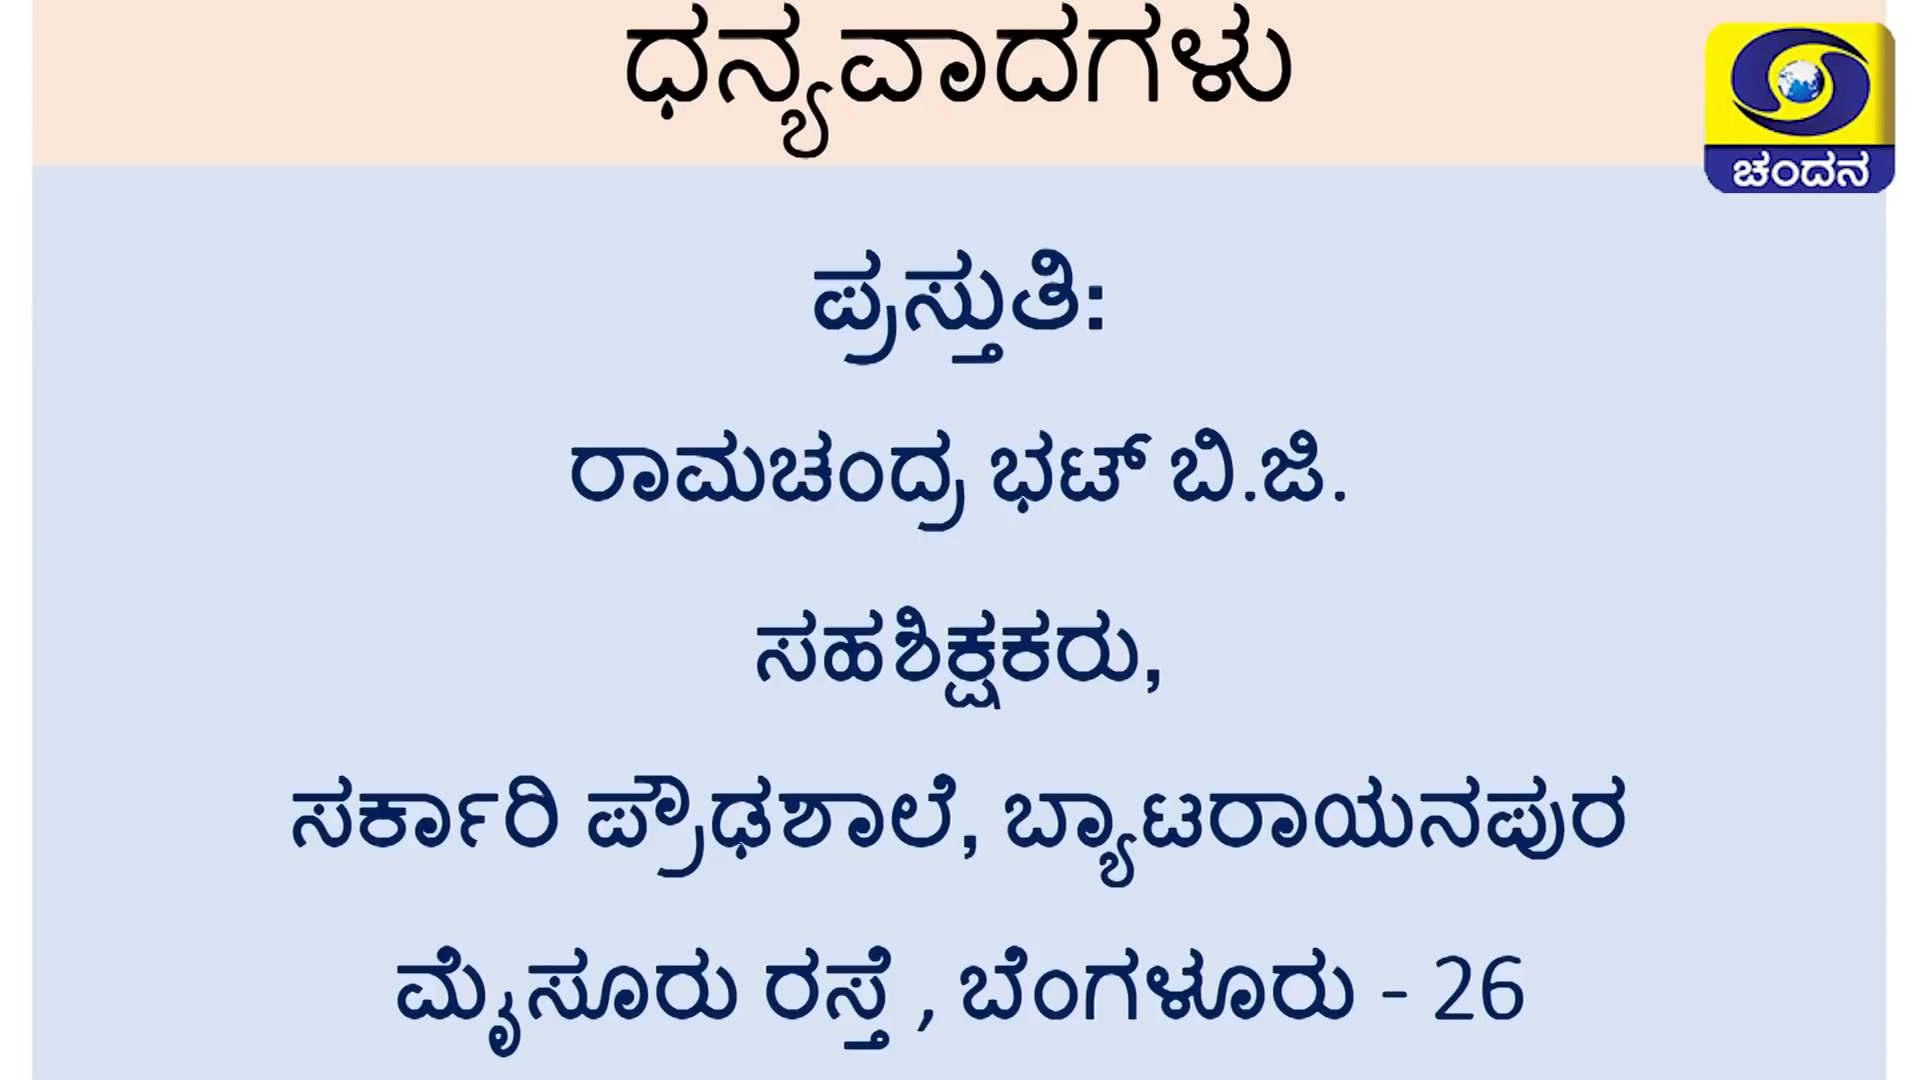 ಧನ್ಯವಾದಗಳು
ಚಂದನ
ಪ್ರಸ್ತುತಿ:
ರಾಮಚಂದ್ರ ಭಟ್ ಬಿ.ಜಿ.
ಸಹಶಿಕ್ಷಕರು,
ಸರ್ಕಾರಿ ಪ್ರೌಢಶಾಲೆ, ಬ್ಯಾಟರಾಯನಪುರ
ಮೈಸೂರು ರಸ್ತೆ , ಬೆಂಗಳೂರು - 26